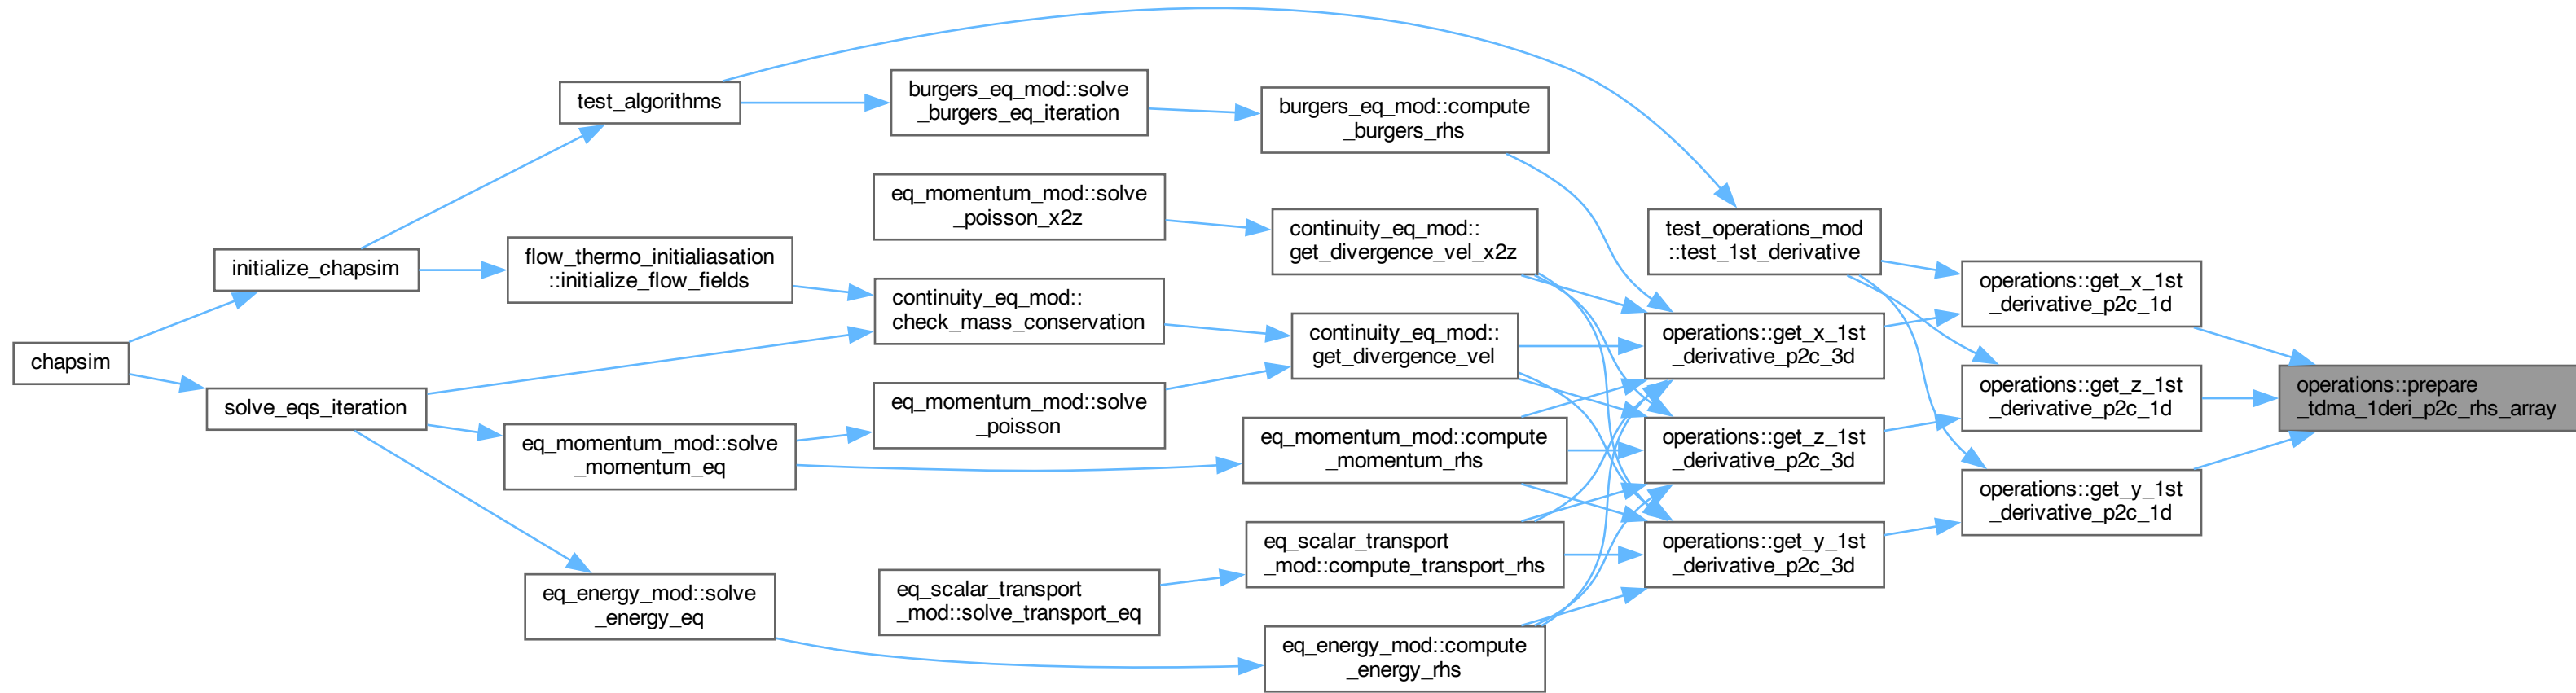 chapsim
initialize_chapsim
solve_eqs_iteration
test_algorithms
flow_thermo_initialiasation
::initialize_flow_fields
eq_momentum_mod::solve
_momentum_eq
eq_energy_mod::solve
_energy_eq
burgers_eq_mod::solve
_burgers_eq_iteration
eq_momentum_mod::solve
_poisson_x2z
continuity_eq_mod::
check_mass_conservation
eq_momentum_mod::solve
_poisson
eq_scalar_transport
_mod::solve_transport_eq
burgers_eq_mod::compute
_burgers_rhs
continuity_eq_mod::
get_divergence_vel_x2z
continuity_eq_mod::
get_divergence_vel
eq_momentum_mod::compute
_momentum_rhs
eq_scalar_transport
_mod::compute_transport_rhs
eq_energy_mod::compute
_energy_rhs
test_operations_mod
::test_1st_derivative
operations::get_x_1st
_derivative_p2c_3d
operations::get_z_1st
_derivative_p2c_3d
operations::get_y_1st
_derivative_p2c_3d
operations::get_x_1st
_derivative_p2c_1d
operations::get_z_1st
_derivative_p2c_1d
operations::get_y_1st
_derivative_p2c_1d
operations::prepare
_tdma_1deri_p2c_rhs_array